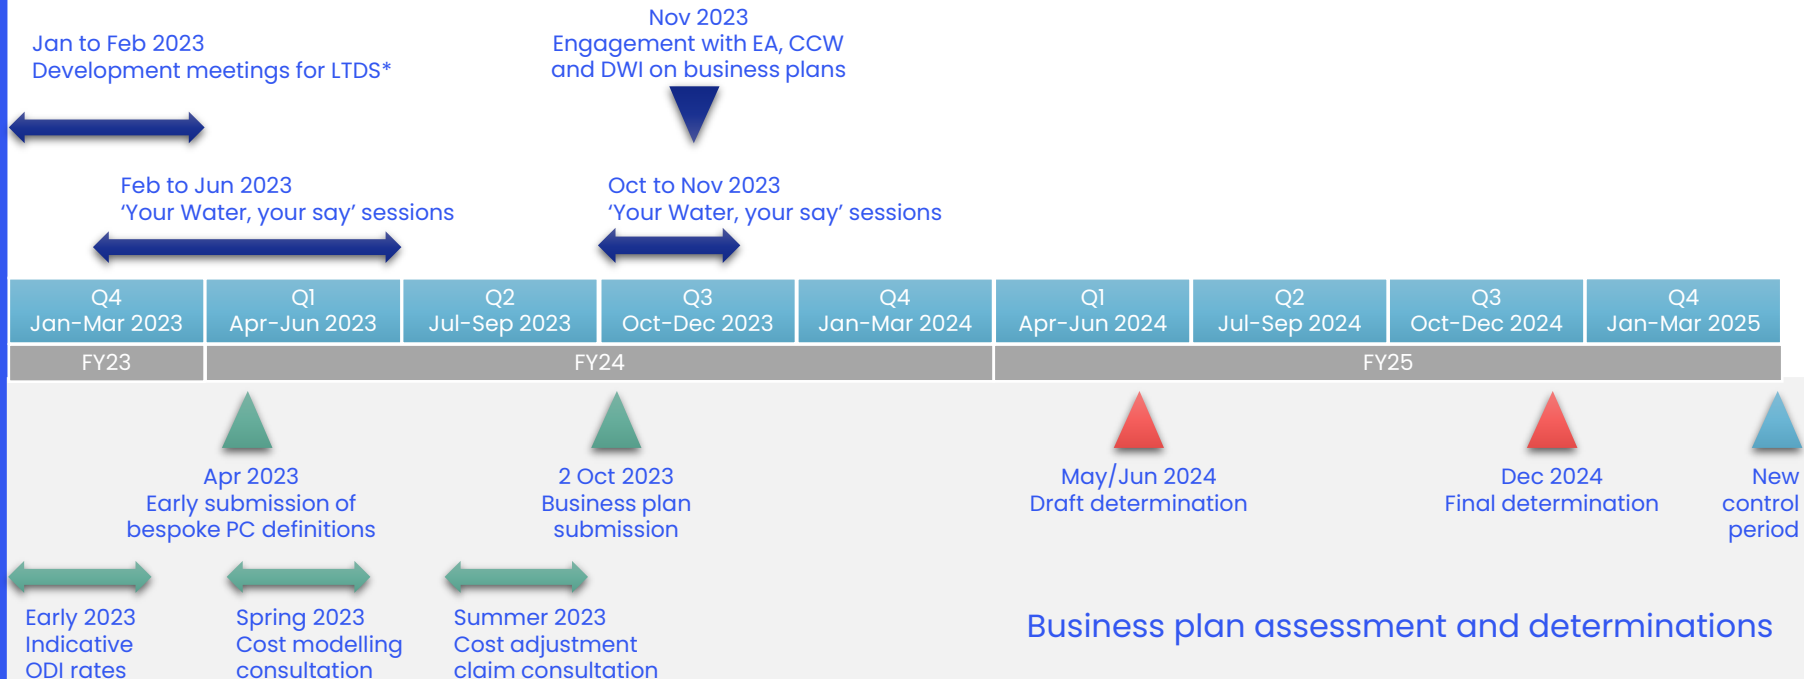 Jan to Feb 2023
Development meetings for LTDS*
Nov 2023
Engagement with EA, CCW
and DWI on business plans
Feb to Jun 2023
‘Your Water, your say’ sessions
Oct to Nov 2023
‘Your Water, your say’ sessions
Q4
Jan-Mar 2023
Q1
Apr-Jun 2023
Q2
Jul-Sep 2023
Q3
Oct-Dec 2023
Q4
Jan-Mar 2024
Q1
Apr-Jun 2024
Q2
Jul-Sep 2024
Q3
Oct-Dec 2024
Q4
Jan-Mar 2025
FY23
FY24
FY25
Apr 2023
Early submission of
bespoke PC definitions
2 Oct 2023
Business plan
submission
May/Jun 2024
Draft determination
Dec 2024
Final determination
New
control
period
Early 2023
Indicative
ODI rates
Spring 2023
Cost modelling
consultation
Summer 2023
Cost adjustment
claim consultation
Business plan assessment and determinations